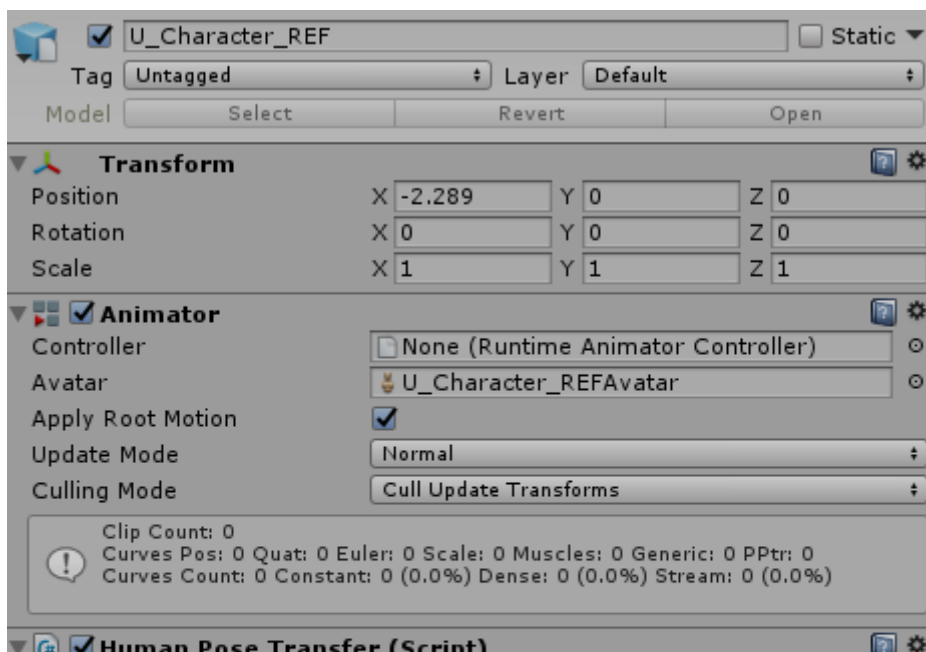 U_Character_REF Static
Tag Untagged Layer Default
Model Select Revert Open
Transform
Position X -2.289 Y 0 Z 0
Rotation X 0 Y 0 Z 0
Scale X 1 Y 1 Z 1
Animator
Controller None (Runtime Animator Controller)
Avatar U_Character_REFAvatar
Apply Root Motion
Update Mode Normal
Culling Mode Cull Update Transforms
Clip Count: 0
Curves Pos: 0 Quat: 0 Euler: 0 Scale: 0 Muscles: 0 Generic: 0 PPtr: 0
Curves Count: 0 Constant: 0 (0.0%) Dense: 0 (0.0%) Stream: 0 (0.0%)
Human Pose Transfer (Script)